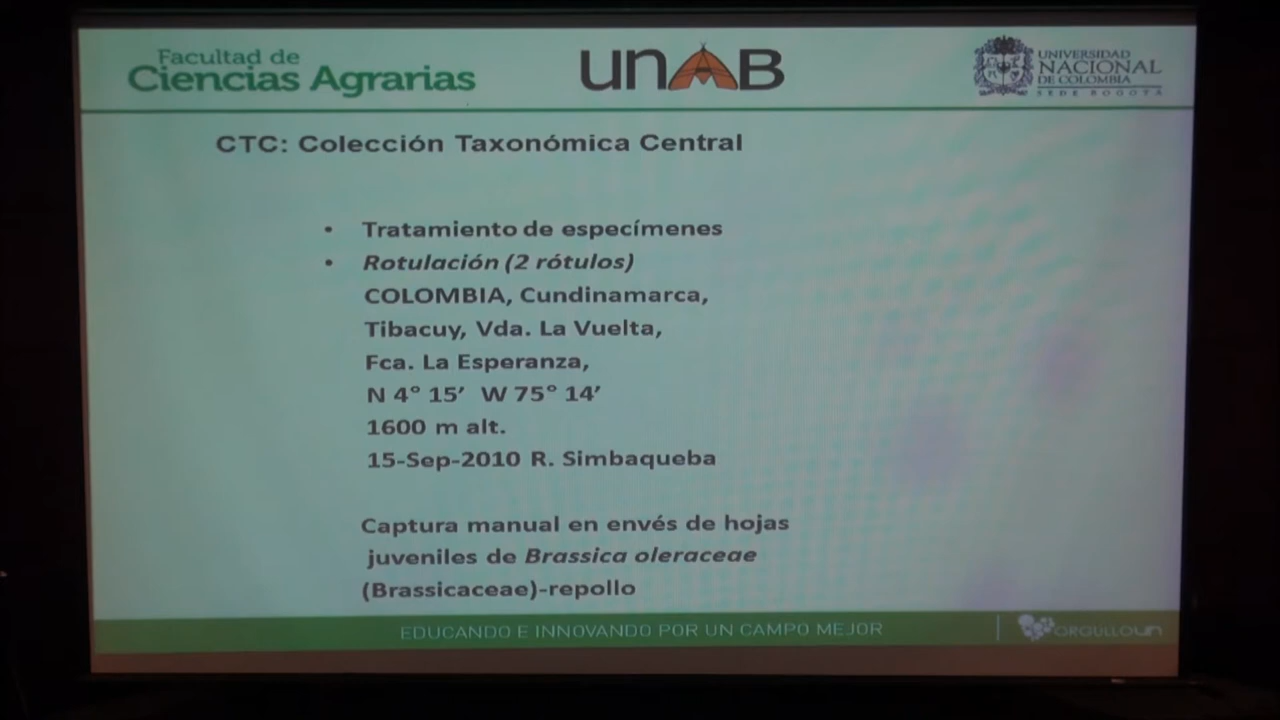 Facultad de
Ciencias Agrarias
UNAB
UNIVERSIDAD
NACIONAL
DE COLOMBIA
SEDE BOGOTÁ
CTC: Colección Taxonómica Central
• Tratamiento de especímenes
• Rotulación (2 rótulos)
COLOMBIA, Cundinamarca,
Tibacuy, Vda. La Vuelta,
Fca. La Esperanza,
N 4° 15’ W 75° 14’
1600 m alt.
15-Sep-2010 R. Simbaqueba
Captura manual en envés de hojas
juveniles de Brassica oleraceae
(Brassicaceae)-repollo
EDUCANDO E INNOVANDO POR UN CAMPO MEJOR
ORGULLOUN